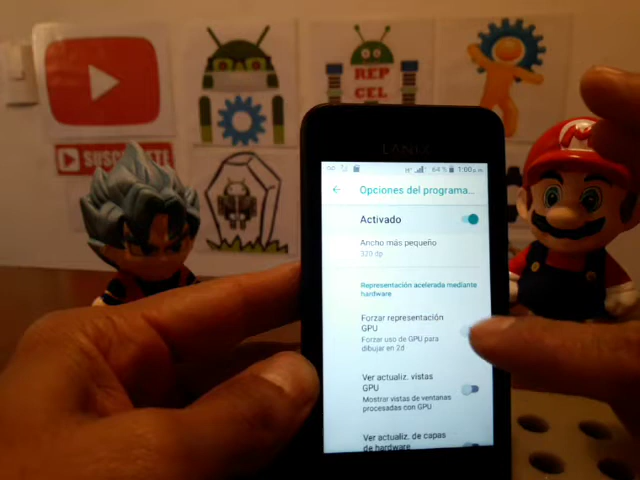 REP
CEL
LANIX
64 % 1:00a.m.
Opciones del programa...
Activado
Ancho más pequeño
320 dp
Representación acelerada mediante
hardware
Forzar representación
GPU
Forzar uso de GPU para
dibujar en 2d
Ver actualiz. vistas
GPU
Mostrar vistas de ventanas
procesadas con GPU
Ver actualiz. de capas
de hardware